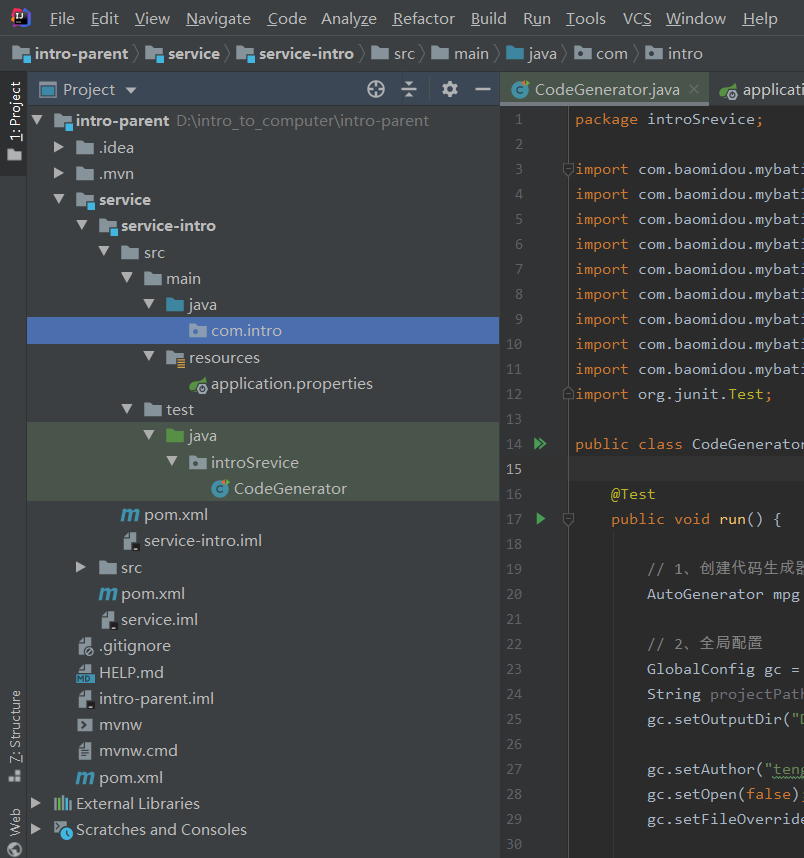 File Edit View Navigate Code Analyze Refactor Build Run Tools VCS Window Help
intro-parent service service-intro src main java com intro
1: Project
Project
intro-parent D:\intro_to_computer\intro-parent
.idea
.mvn
service
service-intro
src
main
java
com.intro
resources
application.properties
test
java
introSrevice
CodeGenerator
pom.xml
service-intro.iml
src
pom.xml
service.iml
.gitignore
HELP.md
intro-parent.iml
mvnw
mvnw.cmd
pom.xml
External Libraries
Scratches and Consoles
7: Structure
Web
CodeGenerator.java applicati
1 package introSrevice;
2
3 import com.baomidou.mybati
4 import com.baomidou.mybati
5 import com.baomidou.mybati
6 import com.baomidou.mybati
7 import com.baomidou.mybati
8 import com.baomidou.mybati
9 import com.baomidou.mybati
10 import com.baomidou.mybati
11 import com.baomidou.mybati
12 import org.junit.Test;
13
14 public class CodeGenerator
15
16 @Test
17 public void run() {
18
19 // 1、创建代码生成器
20 AutoGenerator mpg
21
22 // 2、全局配置
23 GlobalConfig gc =
24 String projectPath
25 gc.setOutputDir("D
26
27 gc.setAuthor("teng
28 gc.setOpen(false);
29 gc.setFileOverride
30